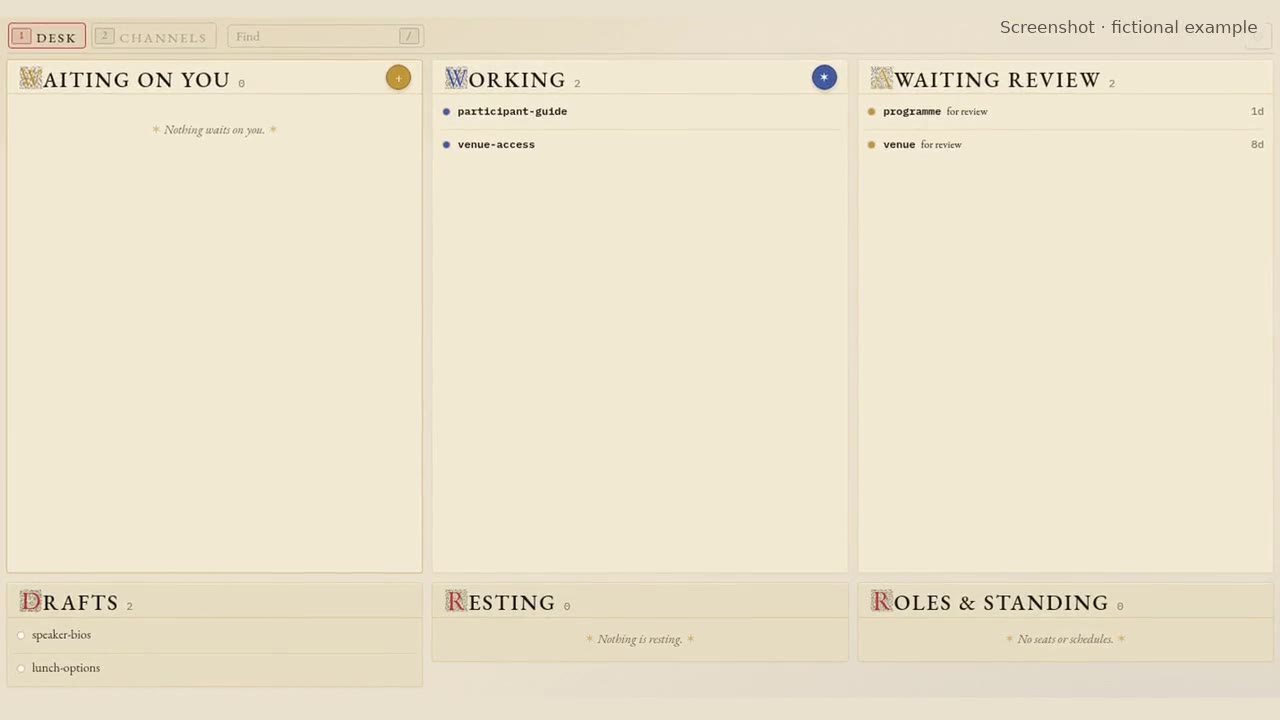 1 DESK 2 CHANNELS Find / Screenshot · fictional example
WAITING ON YOU 0 +
Nothing waits on you.
WORKING 2
participant-guide
venue-access
AWAITING REVIEW 2
programme for review 1d
venue for review 8d
DRAFTS 2
speaker-bios
lunch-options
RESTING 0
Nothing is resting.
ROLES & STANDING 0
No seats or schedules.